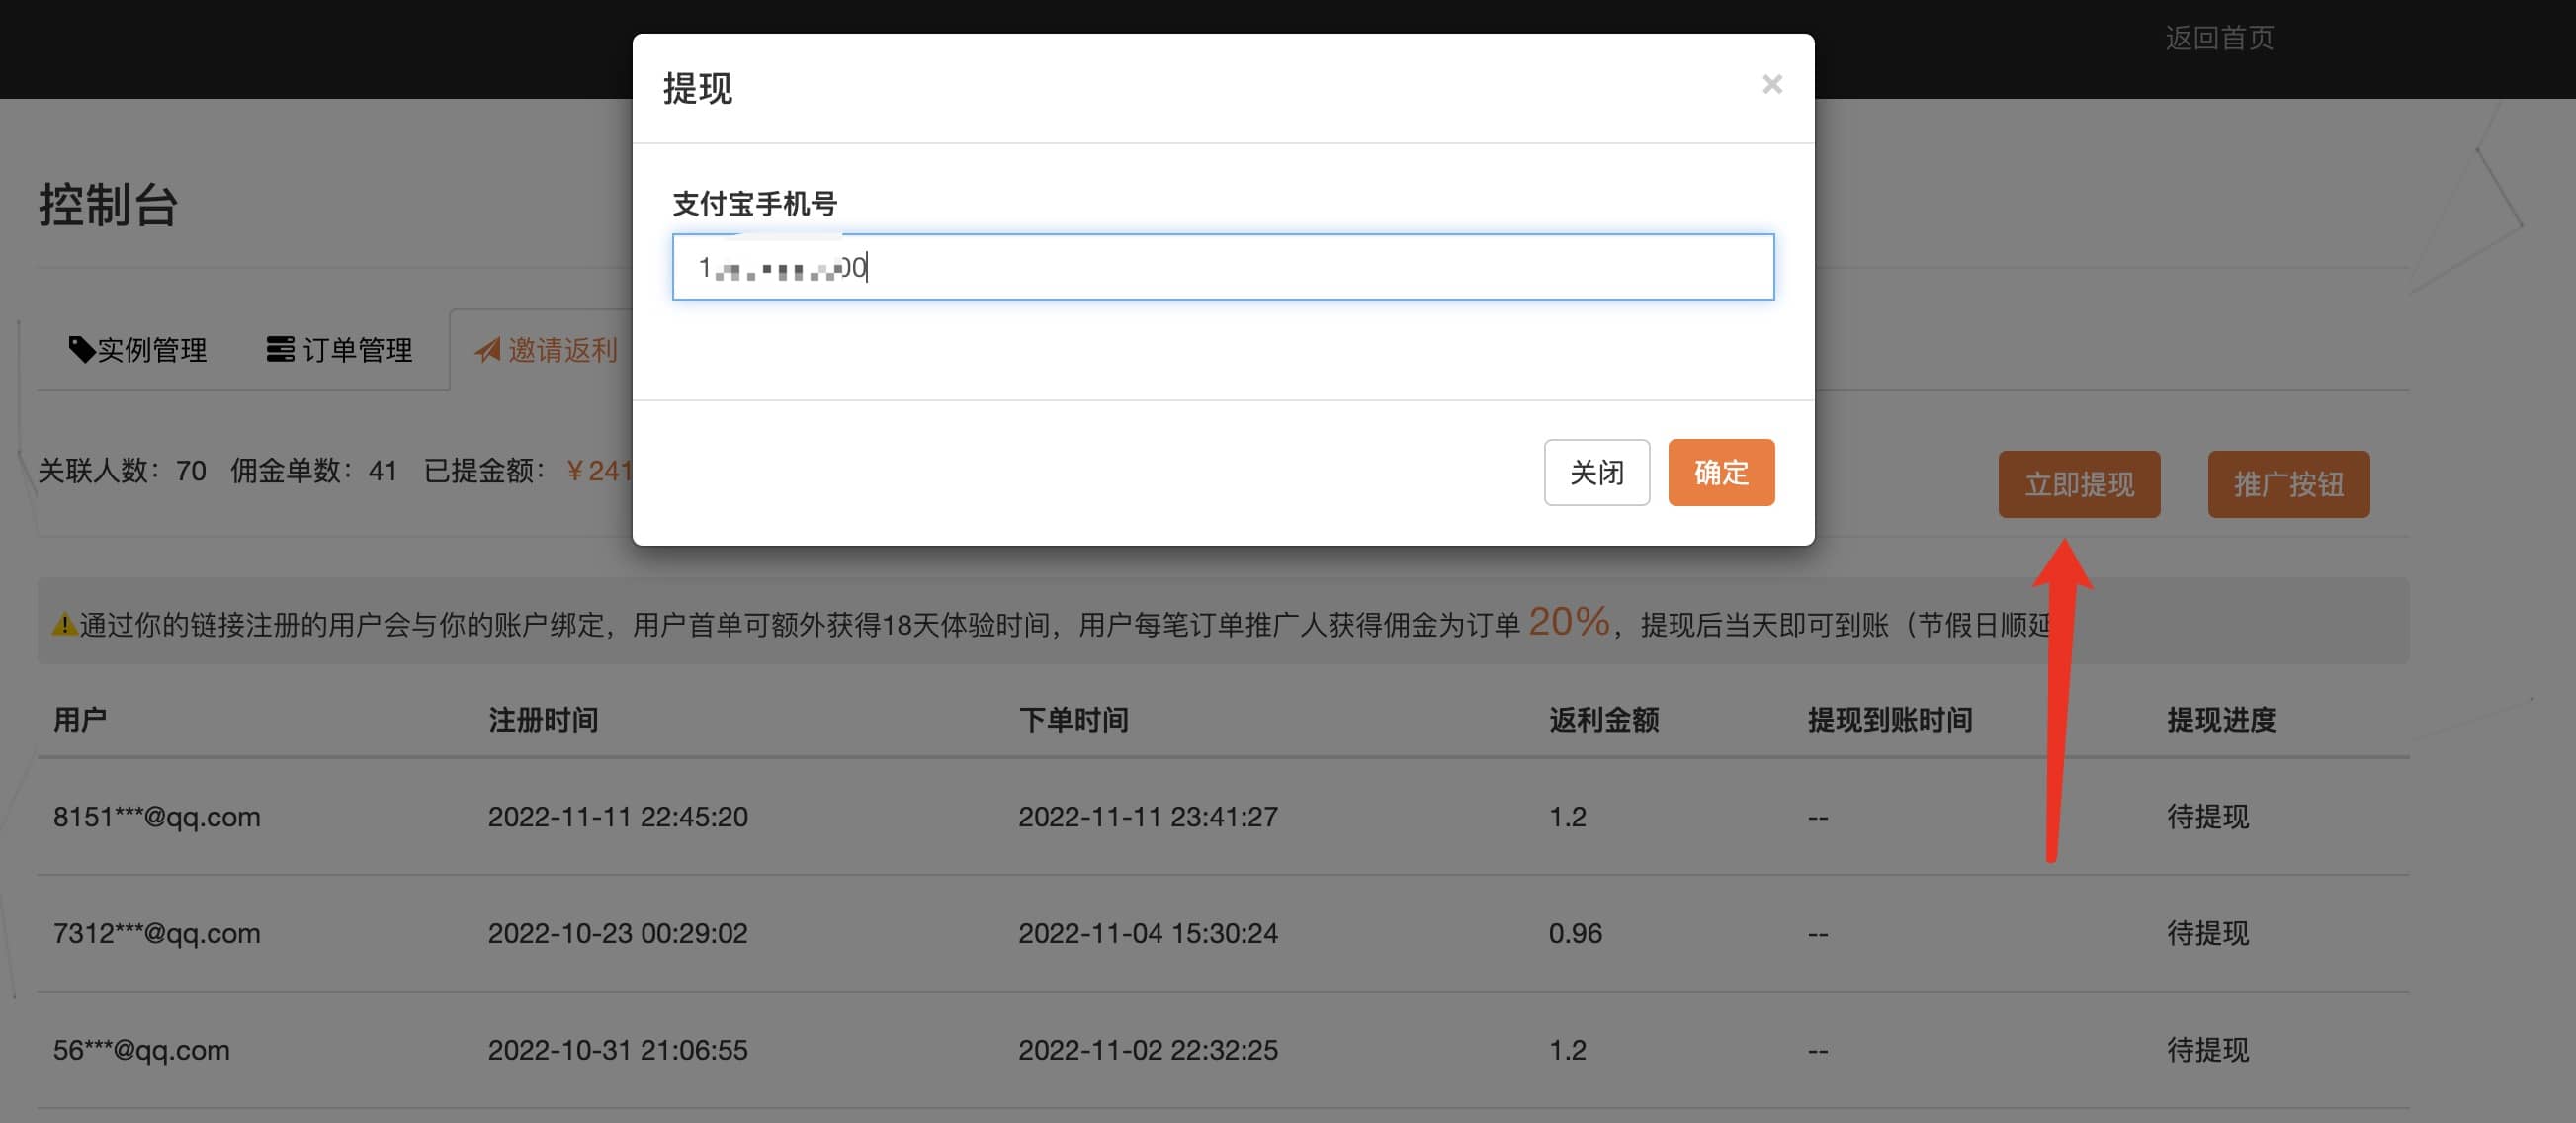 返回首页
提现
×
支付宝手机号
1 00
关闭 确定
控制台
实例管理 订单管理 邀请返利
关联人数：70 佣金单数：41 已提金额：￥241
立即提现 推广按钮
通过你的链接注册的用户会与你的账户绑定，用户首单可额外获得18天体验时间，用户每笔订单推广人获得佣金为订单 20%，提现后当天即可到账（节假日顺延
用户 注册时间 下单时间 返利金额 提现到账时间 提现进度
8151***@qq.com 2022-11-11 22:45:20 2022-11-11 23:41:27 1.2 -- 待提现
7312***@qq.com 2022-10-23 00:29:02 2022-11-04 15:30:24 0.96 -- 待提现
56***@qq.com 2022-10-31 21:06:55 2022-11-02 22:32:25 1.2 -- 待提现